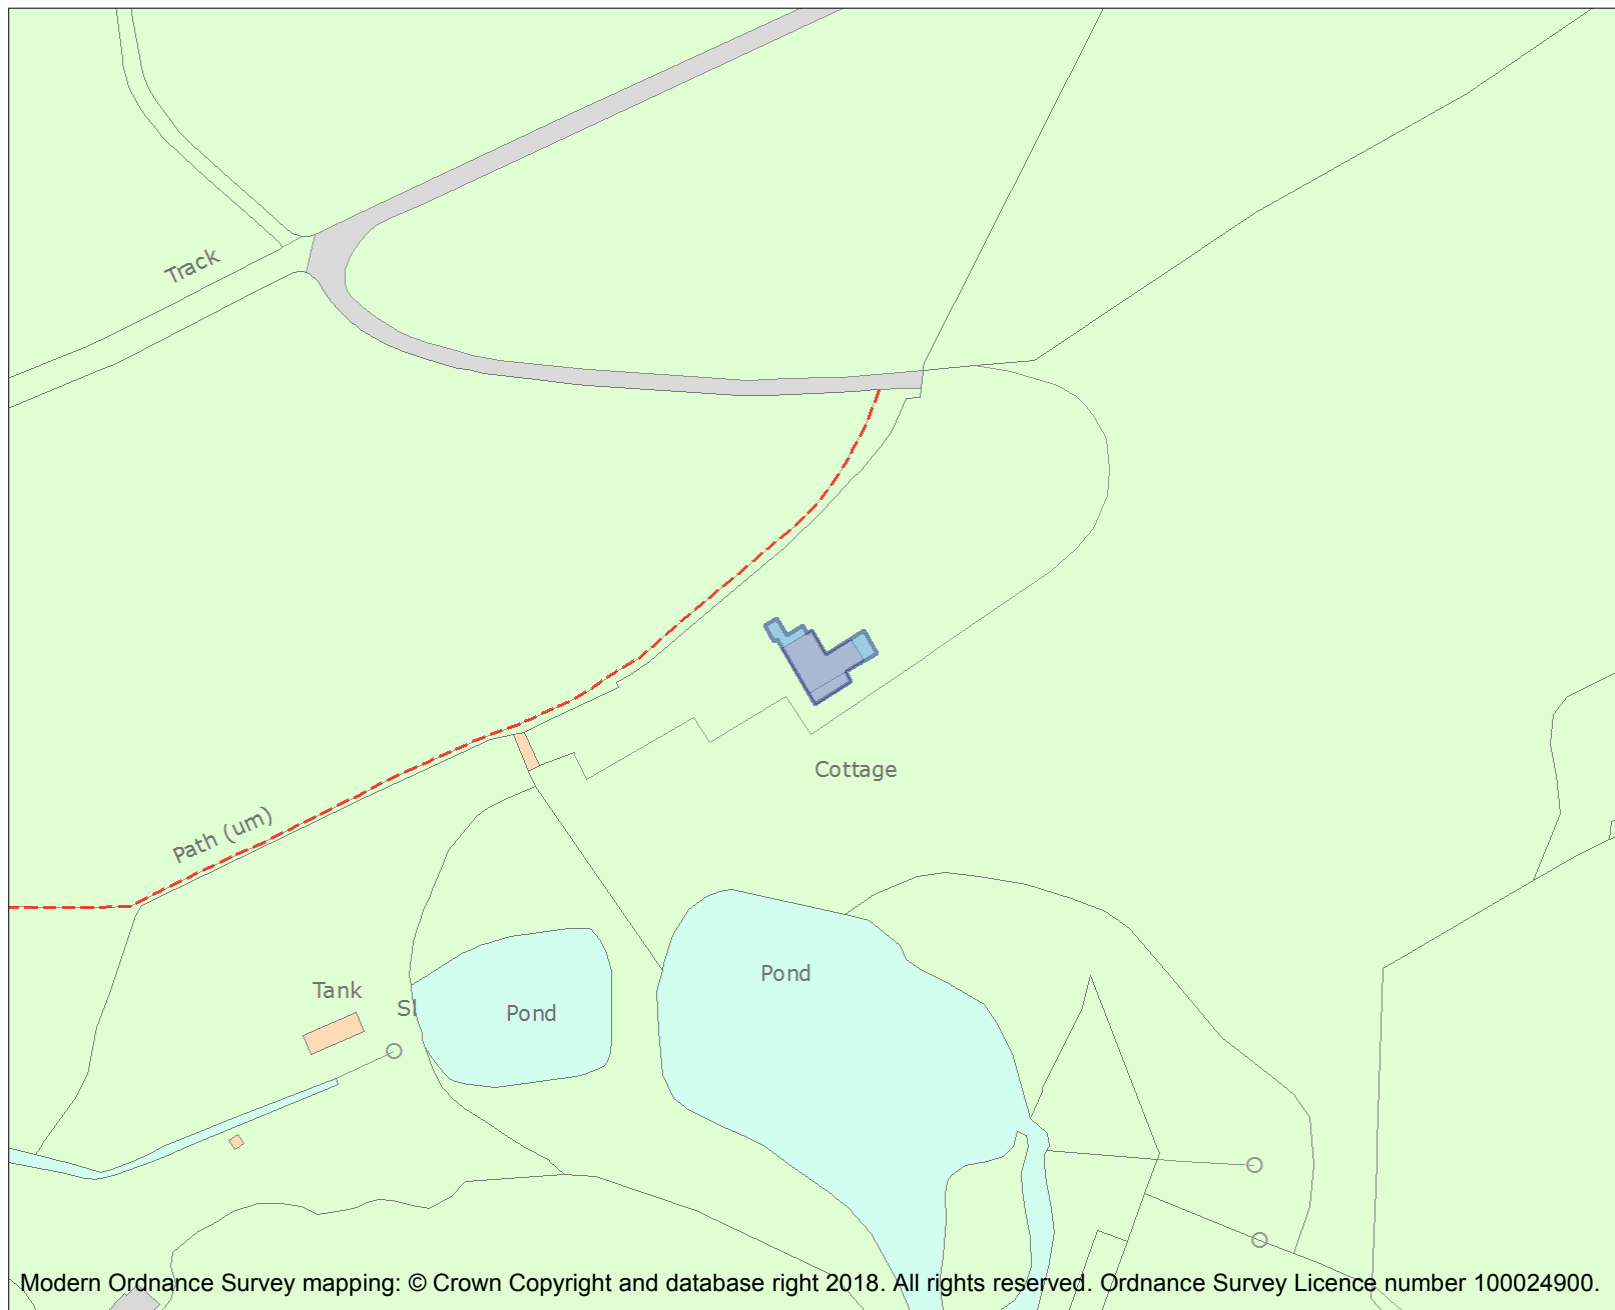 Track
Cottage
Path (um)
Pond
Tank
Sl
Pond
Modern Ordnance Survey mapping: © Crown Copyright and database right 2018. All rights reserved. Ordnance Survey Licence number 100024900.